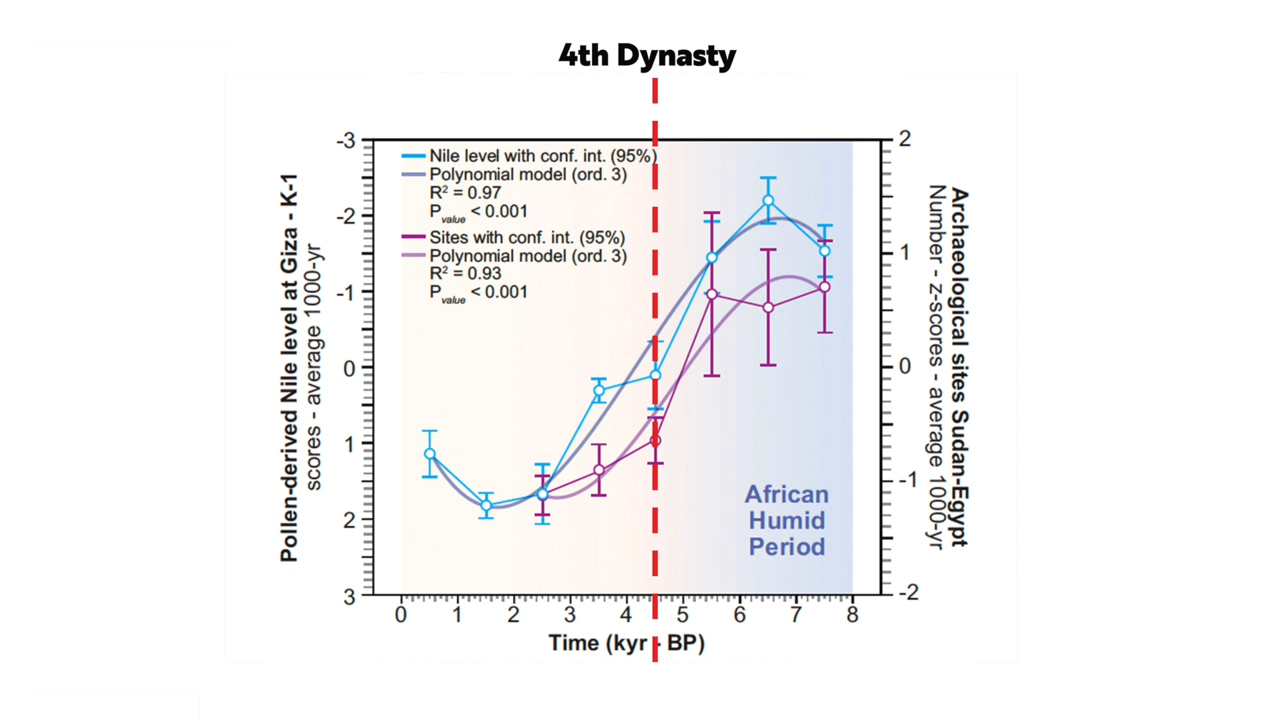 4th Dynasty
Nile level with conf. int. (95%)
Polynomial model (ord. 3)
R² = 0.97
Pvalue < 0.001
Sites with conf. int. (95%)
Polynomial model (ord. 3)
R² = 0.93
Pvalue < 0.001
Pollen-derived Nile level at Giza - K-1
scores - average 1000-yr
-3
-2
-1
0
1
2
3
Archaeological sites Sudan-Egypt
Number - z-scores - average 1000-yr
2
1
0
-1
-2
African
Humid
Period
0 1 2 3 4 5 6 7 8
Time (kyr - BP)